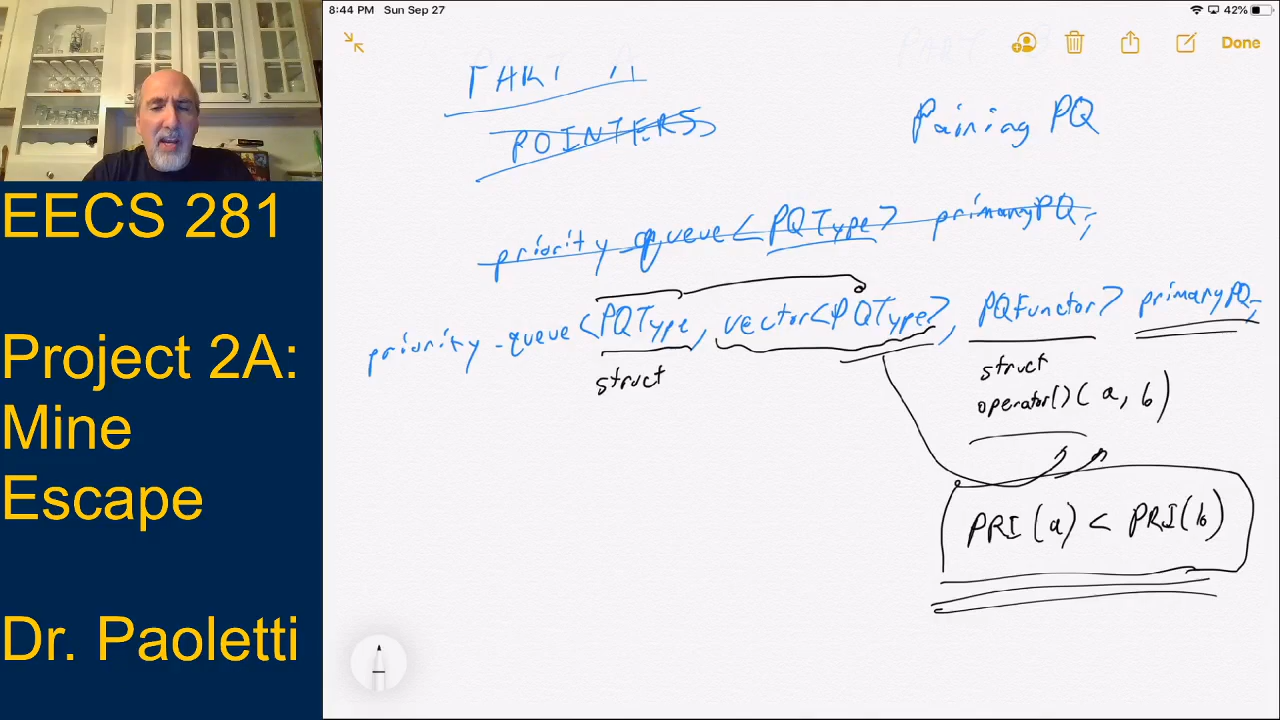 8:44 PM Sun Sep 27
42%
Done
PART A
POINTERS
Pairing PQ
priority_queue<PQType> primaryPQ;
priority_queue<PQType, vector<PQType>, PQFunctor> primaryPQ;
struct
struct
operator()(a, b)
PRI(a) < PRI(b)
EECS 281
Project 2A:
Mine
Escape
Dr. Paoletti